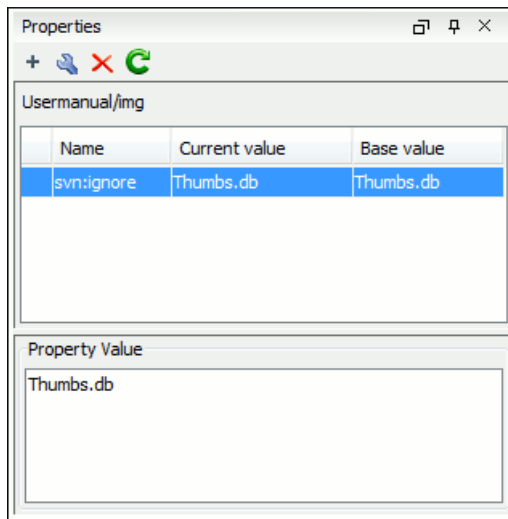 Properties
Usermanual/img
Name Current value Base value
svn:ignore Thumbs.db Thumbs.db
Property Value
Thumbs.db